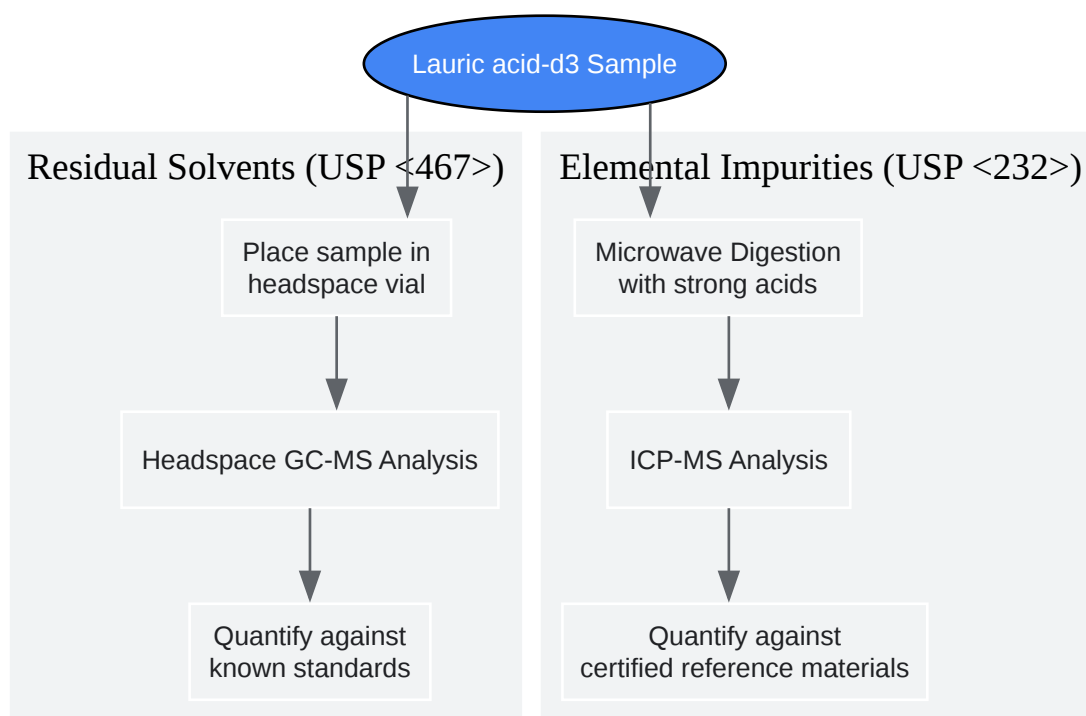 Lauric acid-d3 Sample
Residual Solvents (USP <467>)
Place sample in
headspace vial
Headspace GC-MS Analysis
Quantify against
known standards
Elemental Impurities (USP <232>)
Microwave Digestion
with strong acids
ICP-MS Analysis
Quantify against
certified reference materials